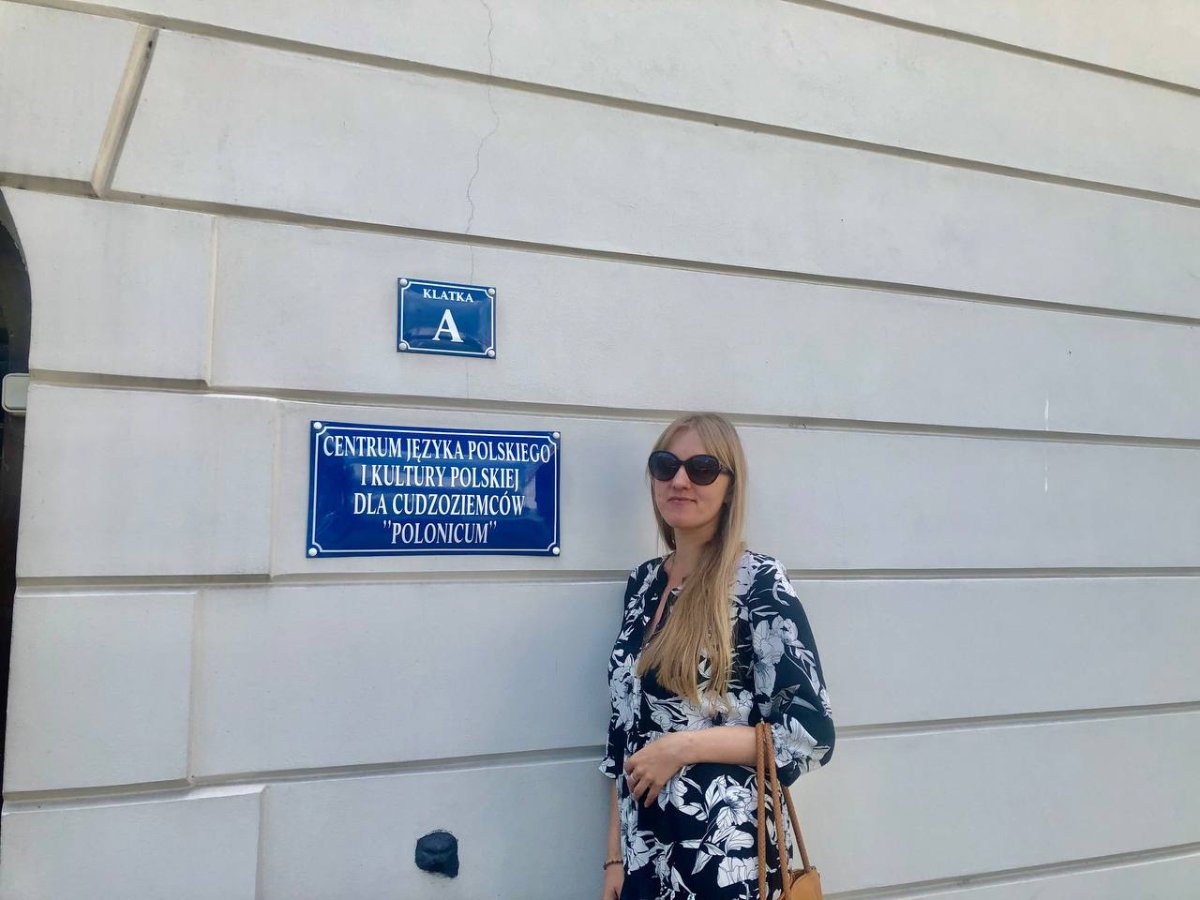 KLATKA
A
CENTRUM JĘZYKA POLSKIEGO
I KULTURY POLSKIEJ
DLA CUDZOZIEMCÓW
"POLONICUM"